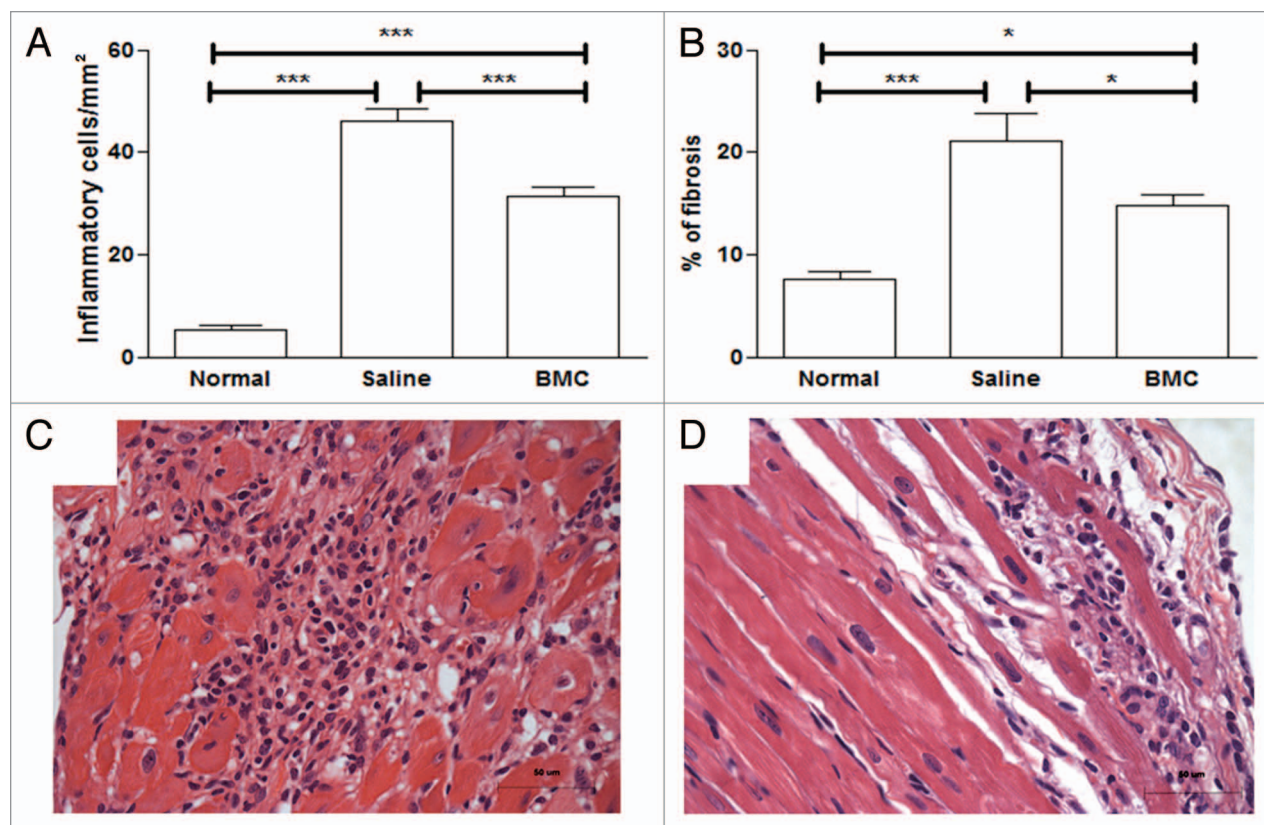 A
Inflammatory cells/mm²
60
40
20
0
***
***
***
Normal
Saline
BMC
B
% of fibrosis
30
20
10
0
*
***
*
Normal
Saline
BMC
C
50 um
D
50 um